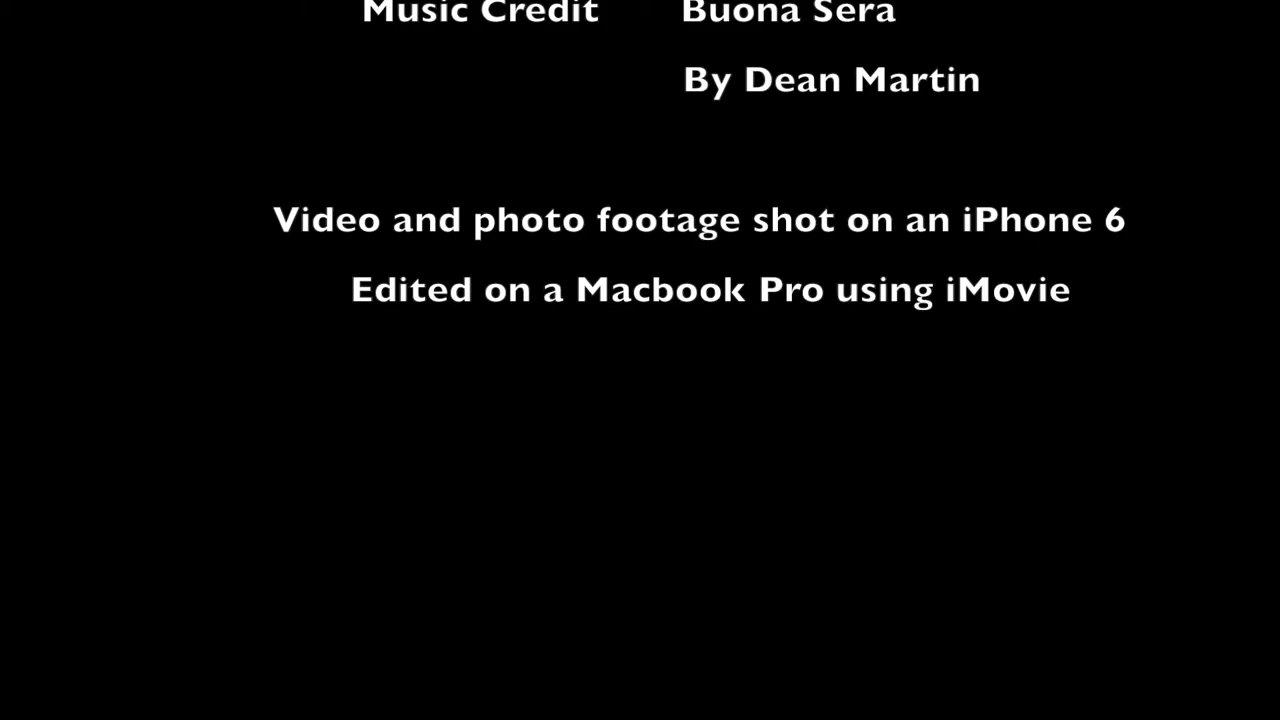 Music Credit Buona Sera
By Dean Martin
Video and photo footage shot on an iPhone 6
Edited on a Macbook Pro using iMovie